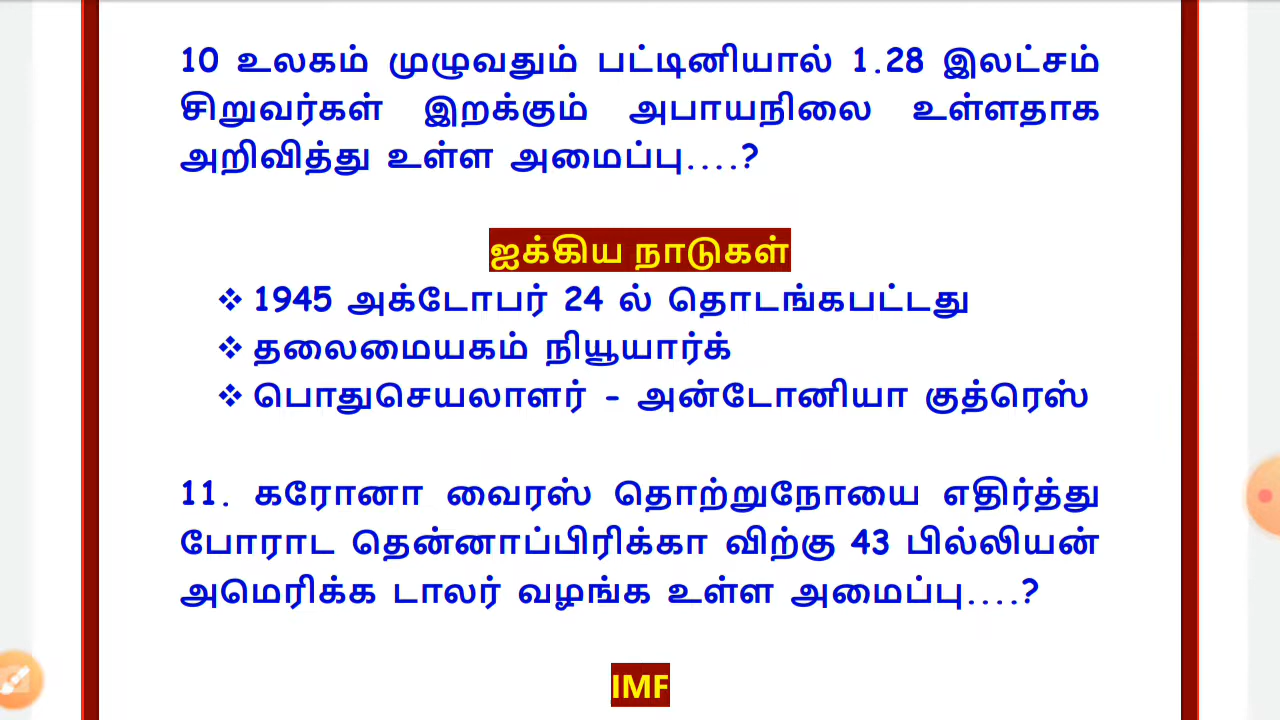 10 உலகம் முழுவதும் பட்டினியால் 1.28 இலட்சம்
சிறுவர்கள் இறக்கும் அபாயநிலை உள்ளதாக
அறிவித்து உள்ள அமைப்பு....?
ஐக்கிய நாடுகள்
❖ 1945 அக்டோபர் 24 ல் தொடங்கபட்டது
❖ தலைமையகம் நியூயார்க்
❖ பொதுசெயலாளர் - அன்டோனியா குத்ரெஸ்
11. கரோனா வைரஸ் தொற்றுநோயை எதிர்த்து
போராட தென்னாப்பிரிக்கா விற்கு 43 பில்லியன்
அமெரிக்க டாலர் வழங்க உள்ள அமைப்பு....?
IMF